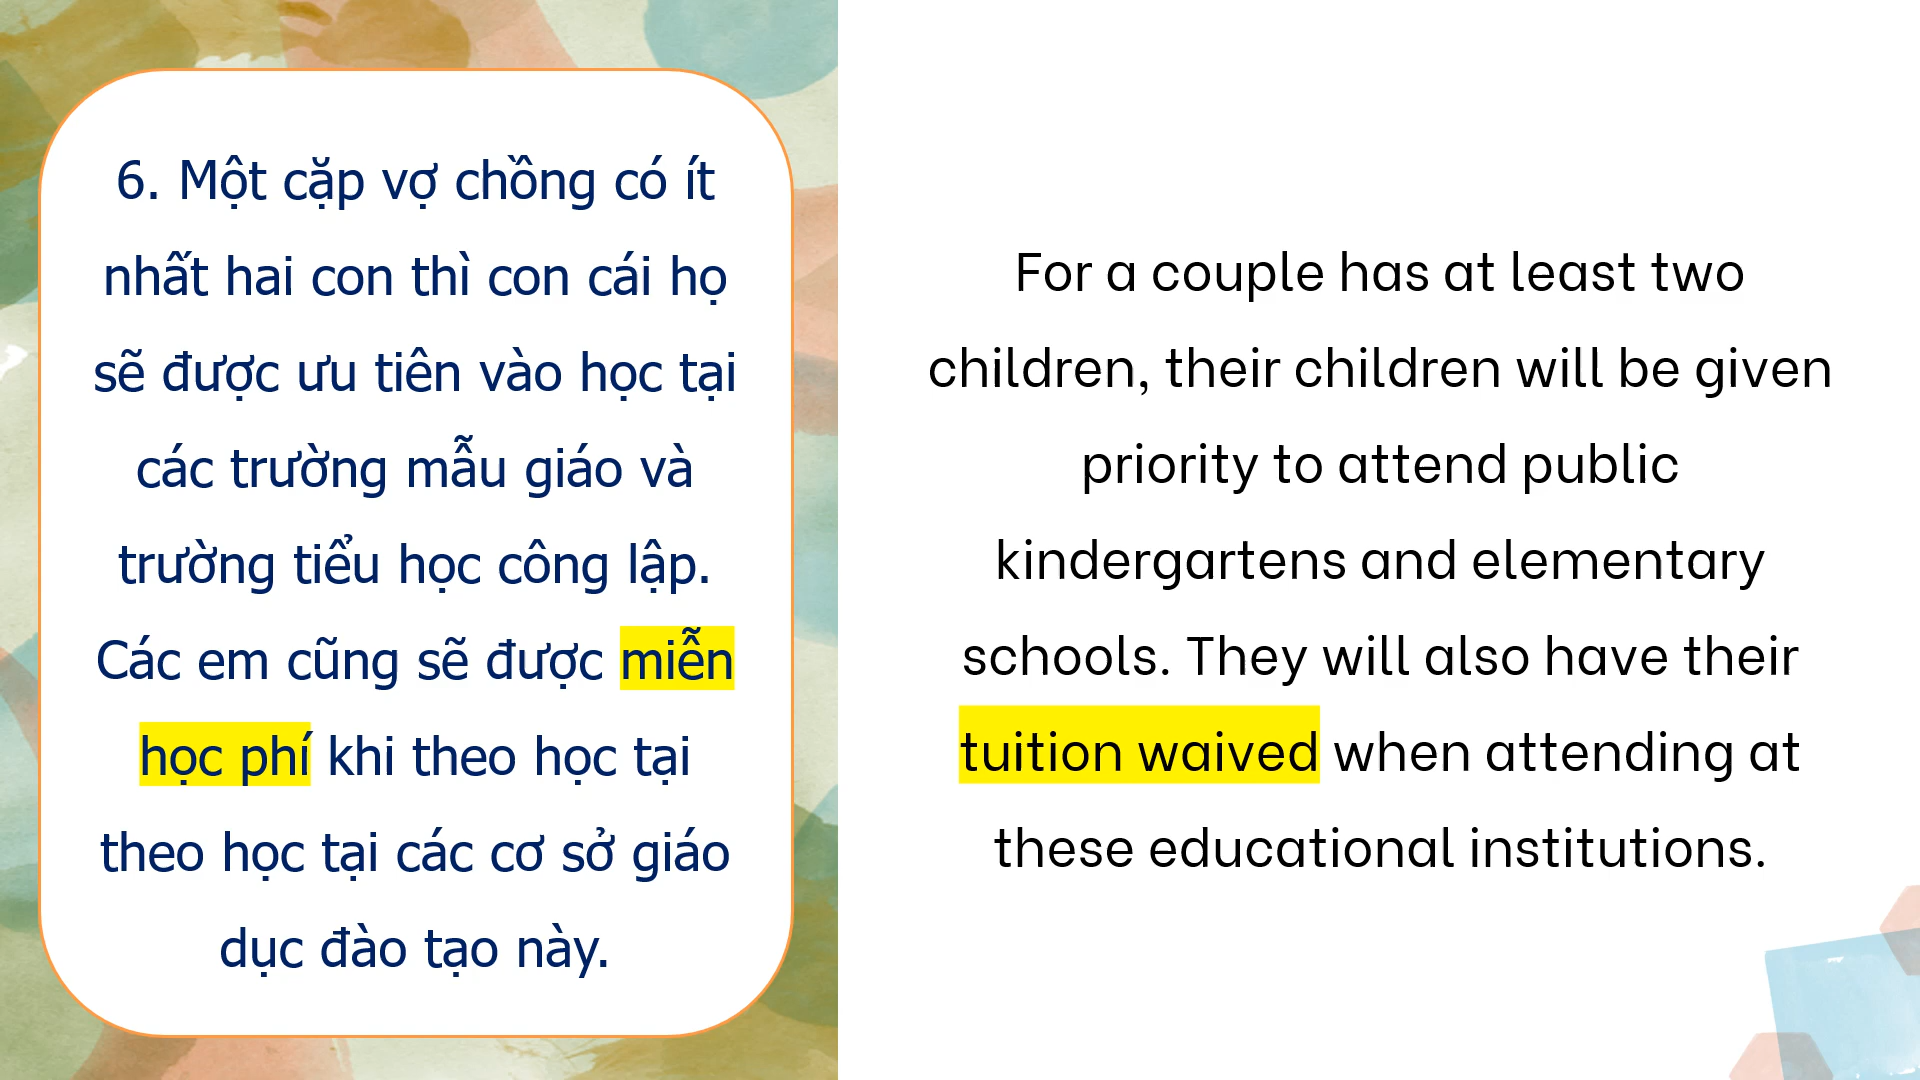 6. Một cặp vợ chồng có ít
nhất hai con thì con cái họ
sẽ được ưu tiên vào học tại
các trường mẫu giáo và
trường tiểu học công lập.
Các em cũng sẽ được miễn
học phí khi theo học tại
theo học tại các cơ sở giáo
dục đào tạo này.
For a couple has at least two
children, their children will be given
priority to attend public
kindergartens and elementary
schools. They will also have their
tuition waived when attending at
these educational institutions.